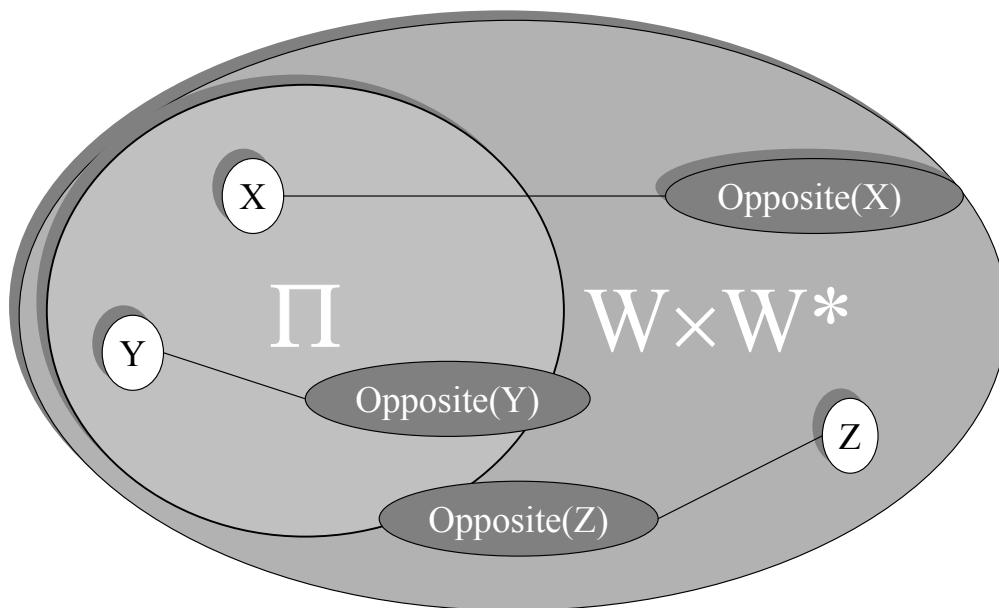 X
Opposite(X)
Π
W×W*
Y
Opposite(Y)
Z
Opposite(Z)